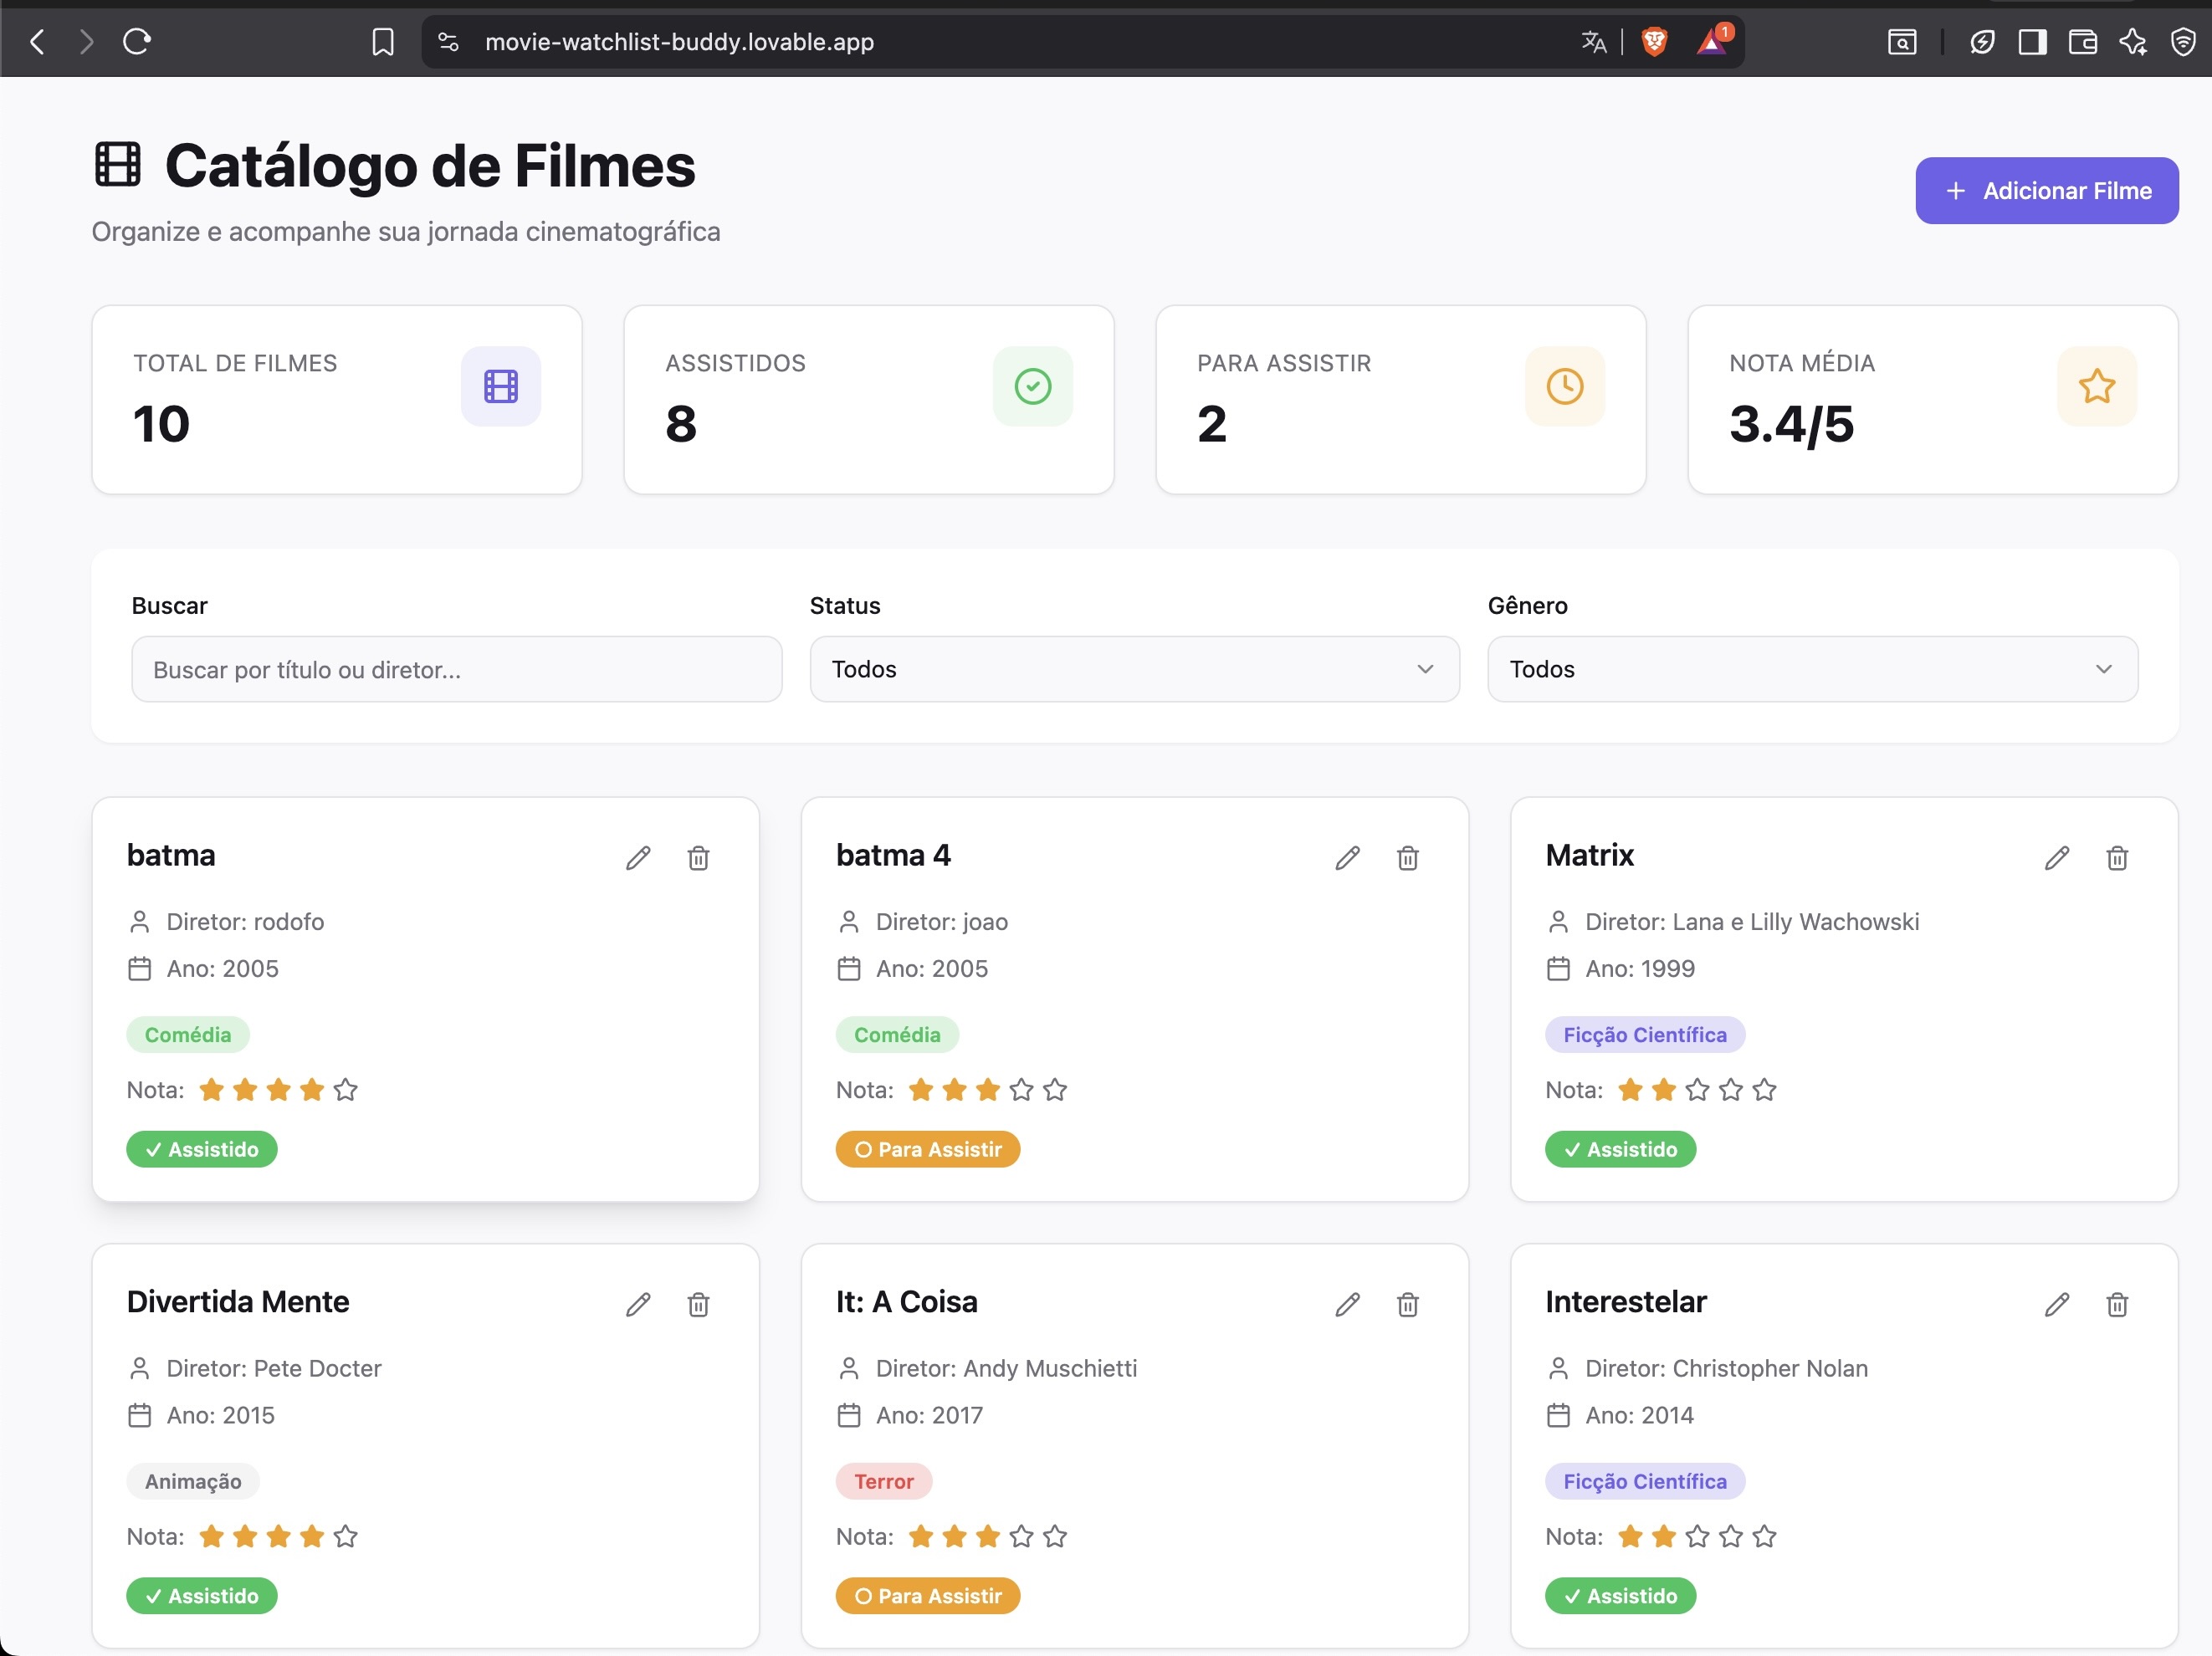 movie-watchlist-buddy.lovable.app
1
Catálogo de Filmes
Organize e acompanhe sua jornada cinematográfica
+ Adicionar Filme
TOTAL DE FILMES
10
ASSISTIDOS
8
PARA ASSISTIR
2
NOTA MÉDIA
3.4/5
Buscar
Buscar por título ou diretor...
Status
Todos
Gênero
Todos
batma
Diretor: rodofo
Ano: 2005
Comédia
Nota:
✓ Assistido
batma 4
Diretor: joao
Ano: 2005
Comédia
Nota:
Para Assistir
Matrix
Diretor: Lana e Lilly Wachowski
Ano: 1999
Ficção Científica
Nota:
✓ Assistido
Divertida Mente
Diretor: Pete Docter
Ano: 2015
Animação
Nota:
✓ Assistido
It: A Coisa
Diretor: Andy Muschietti
Ano: 2017
Terror
Nota:
Para Assistir
Interestelar
Diretor: Christopher Nolan
Ano: 2014
Ficção Científica
Nota:
✓ Assistido